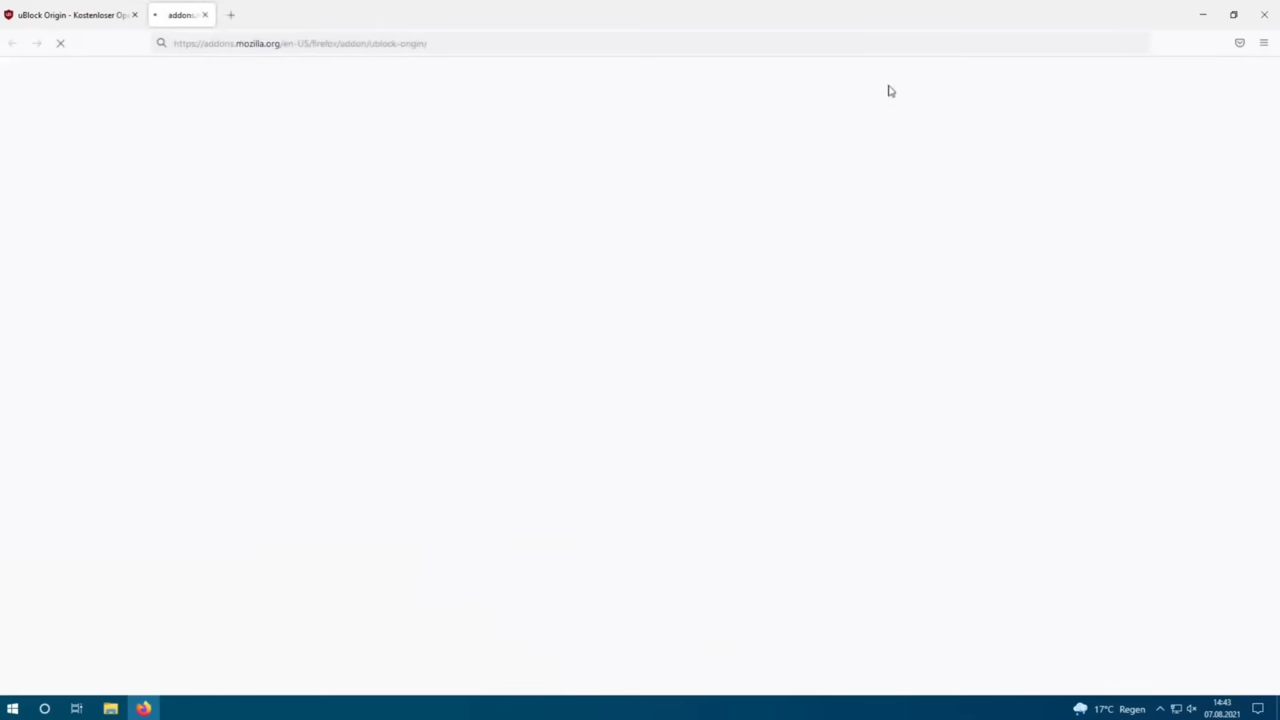 uBlock Origin - Kostenloser Op
addons.
https://addons.mozilla.org/en-US/firefox/addon/ublock-origin/
17°C Regen
14:43
07.08.2021